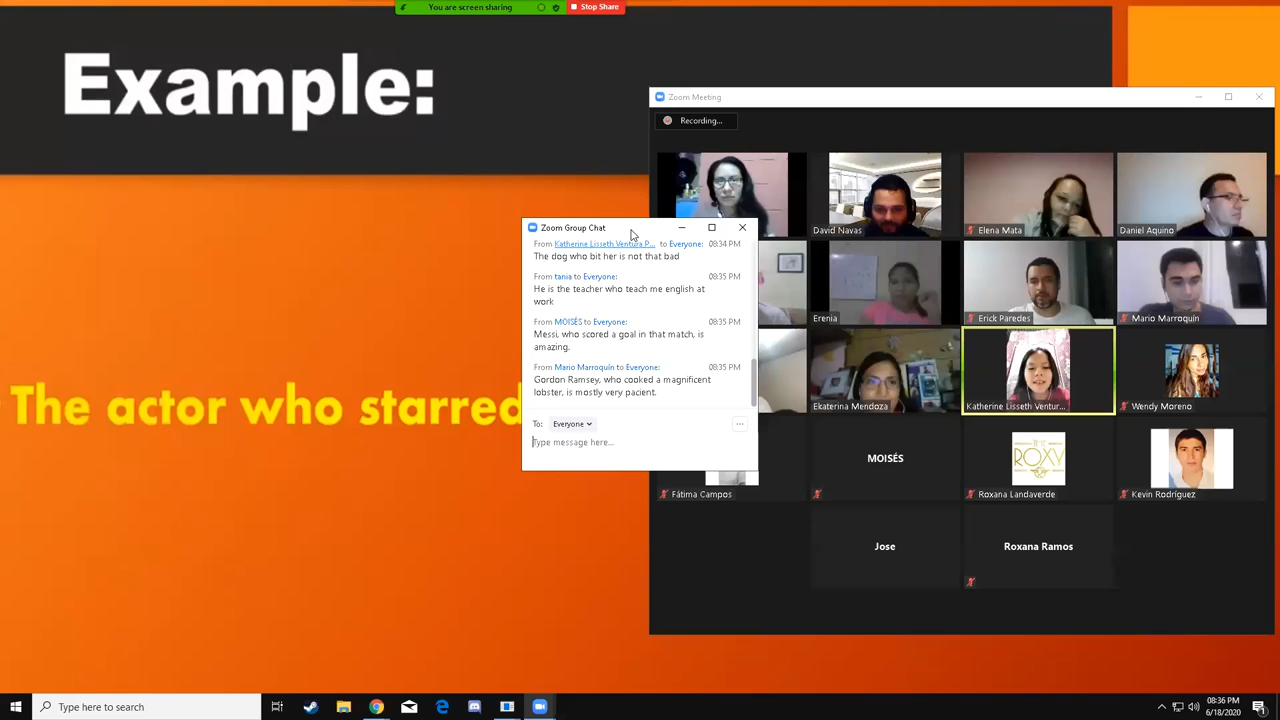 You are screen sharing
Stop Share
Example:
Zoom Meeting
Recording...
David Navas
Elena Mata
Daniel Aquino
Zoom Group Chat
From Katherine Lisseth Ventura P... to Everyone: 08:34 PM
The dog who bit her is not that bad
From tania to Everyone: 08:35 PM
He is the teacher who teach me english at
work
From MOISÉS to Everyone: 08:35 PM
Messi, who scored a goal in that match, is
amazing.
From Mario Marroquín to Everyone: 08:35 PM
Gordon Ramsey, who cooked a magnificent
lobster, is mostly very pacient.
To: Everyone
Type message here...
Erenia
Erick Paredes
Mario Marroquín
The actor who starred
Ekaterina Mendoza
Katherine Lisseth Ventur...
Wendy Moreno
Fátima Campos
MOISÉS
THE
ROXY
Roxana Landaverde
Kevin Rodríguez
Jose
Roxana Ramos
Type here to search
08:36 PM
6/18/2020
1